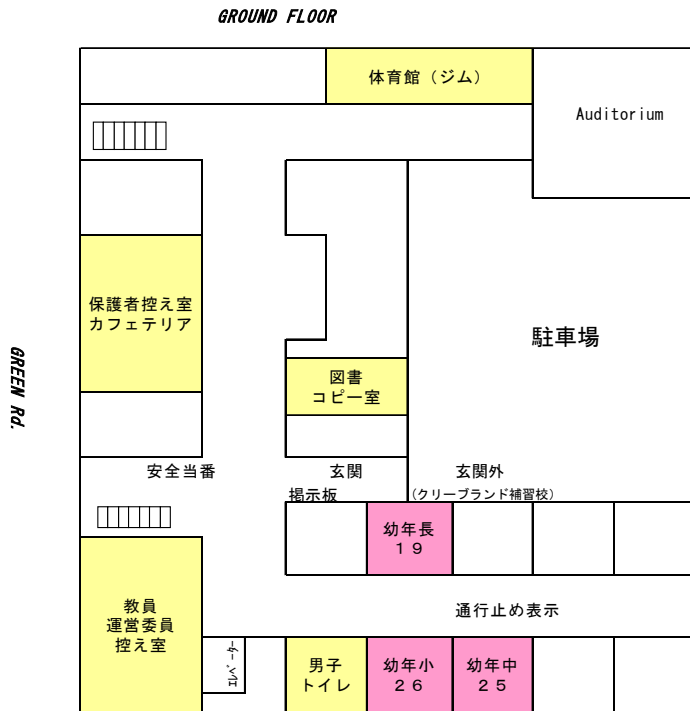 GROUND FLOOR
体育館（ジム）
Auditorium
保護者控え室
カフェテリア
駐車場
GREEN Rd.
図書
コピー室
安全当番
玄関
玄関外
掲示板
(クリーブランド補習校)
幼年長
１９
教員
運営委員
控え室
通行止め表示
ｴﾚﾍﾞｰﾀｰ
男子
トイレ
幼年小
２６
幼年中
２５